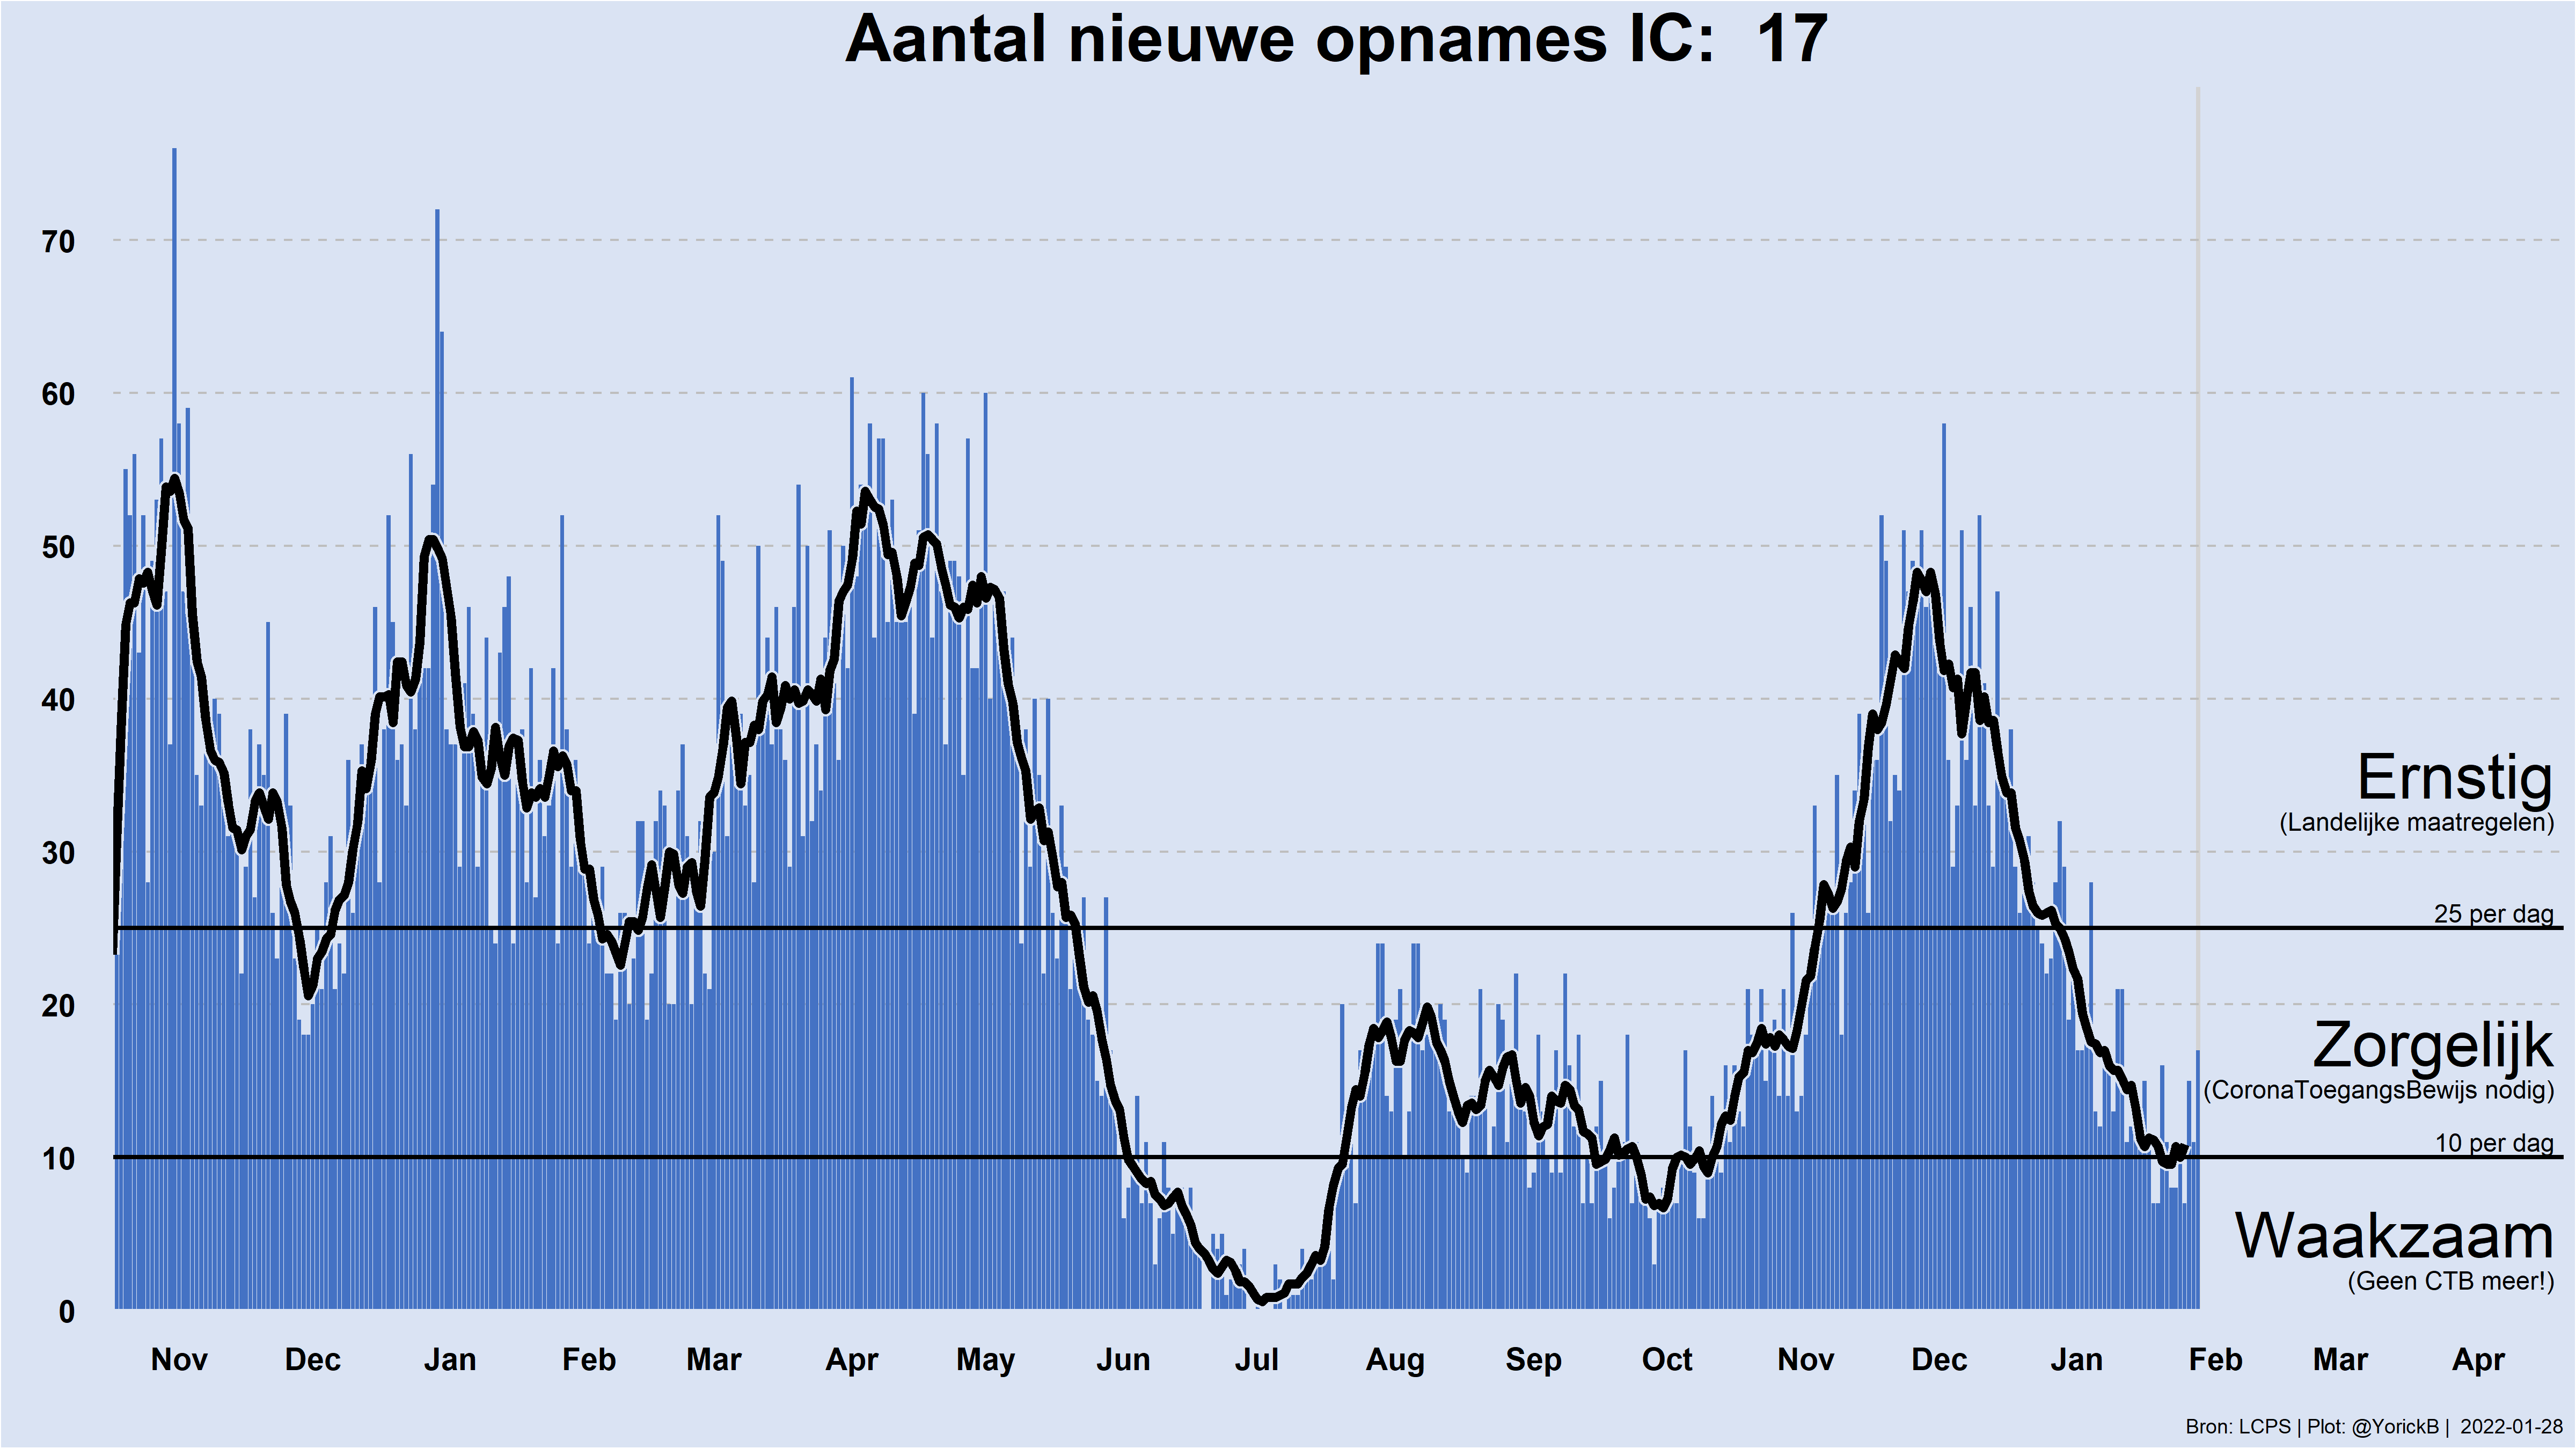 Aantal nieuwe opnames IC: 17
70
60
50
40
30
20
10
0
Ernstig
(Landelijke maatregelen)
25 per dag
Zorgelijk
(CoronaToegangsBewijs nodig)
10 per dag
Waakzaam
(Geen CTB meer!)
Nov Dec Jan Feb Mar Apr May Jun Jul Aug Sep Oct Nov Dec Jan Feb Mar Apr
Bron: LCPS | Plot: @YorickB | 2022-01-28